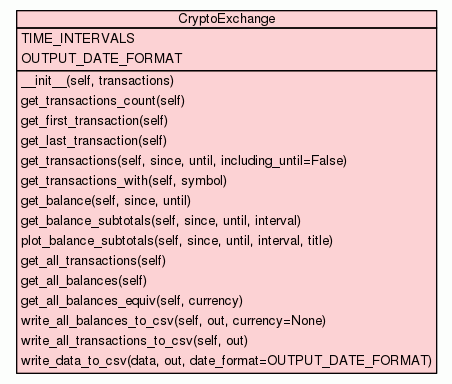 CryptoExchange
TIME_INTERVALS
OUTPUT_DATE_FORMAT
__init__(self, transactions)
get_transactions_count(self)
get_first_transaction(self)
get_last_transaction(self)
get_transactions(self, since, until, including_until=False)
get_transactions_with(self, symbol)
get_balance(self, since, until)
get_balance_subtotals(self, since, until, interval)
plot_balance_subtotals(self, since, until, interval, title)
get_all_transactions(self)
get_all_balances(self)
get_all_balances_equiv(self, currency)
write_all_balances_to_csv(self, out, currency=None)
write_all_transactions_to_csv(self, out)
write_data_to_csv(data, out, date_format=OUTPUT_DATE_FORMAT)